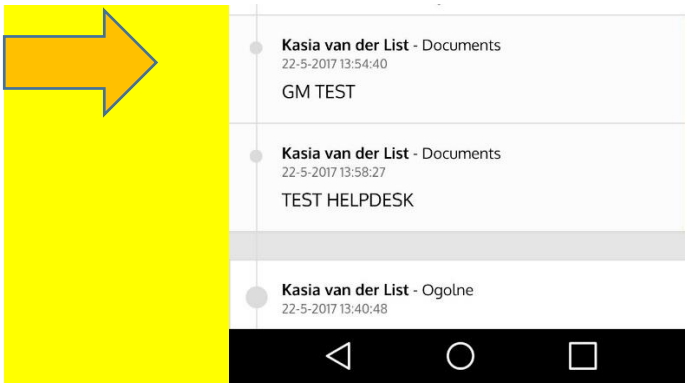 Kasia van der List - Documents
22-5-2017 13:54:40
GM TEST
Kasia van der List - Documents
22-5-2017 13:58:27
TEST HELPDESK
Kasia van der List - Ogolne
22-5-2017 13:40:48